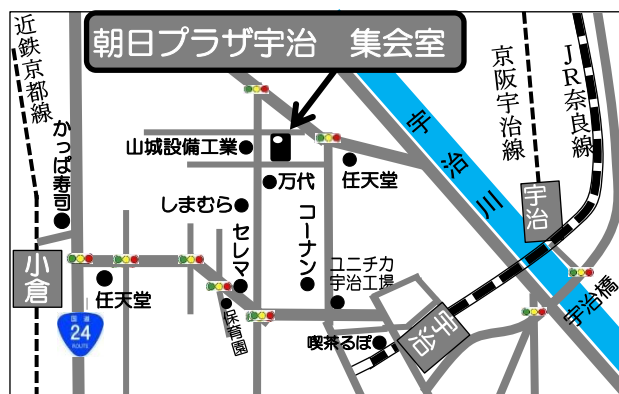 朝日プラザ宇治　集会室
近鉄京都線
京阪宇治線
JR奈良線
かっぱ寿司
山城設備工業
宇治川
任天堂
万代
しまむら
コーナン
宇治
セレマ
小倉
ユニチカ
宇治工場
任天堂
保育園
宇治橋
国道
24
ROUTE
喫茶るぽ
宇治